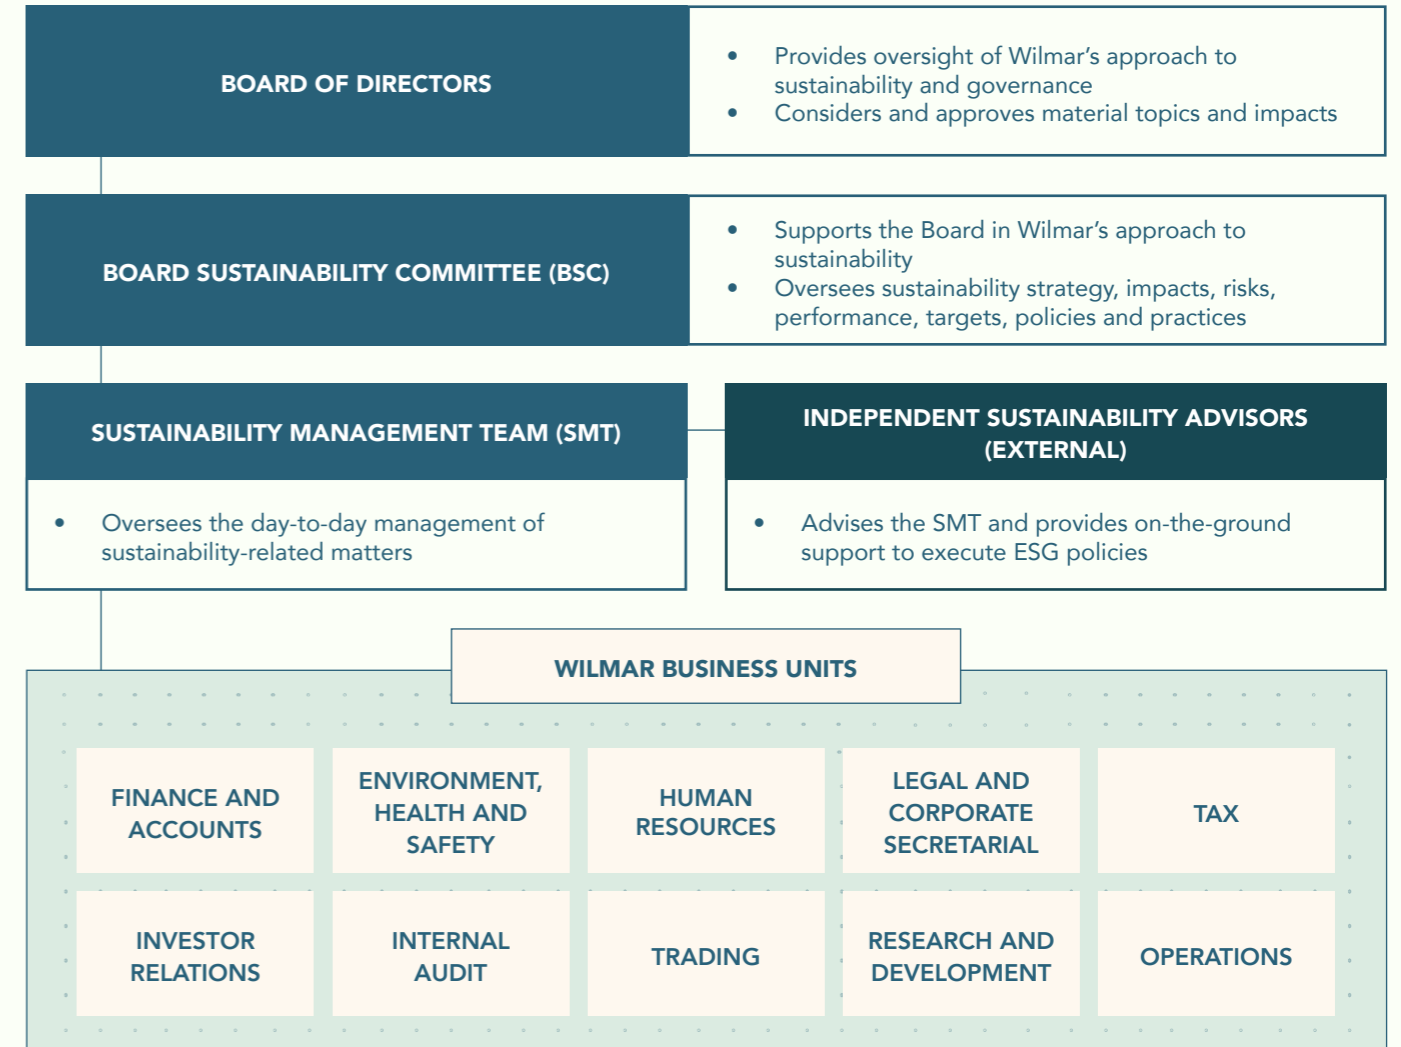 BOARD OF DIRECTORS
• Provides oversight of Wilmar’s approach to
sustainability and governance
• Considers and approves material topics and impacts
BOARD SUSTAINABILITY COMMITTEE (BSC)
• Supports the Board in Wilmar’s approach to
sustainability
• Oversees sustainability strategy, impacts, risks,
performance, targets, policies and practices
SUSTAINABILITY MANAGEMENT TEAM (SMT)
• Oversees the day-to-day management of
sustainability-related matters
INDEPENDENT SUSTAINABILITY ADVISORS
(EXTERNAL)
• Advises the SMT and provides on-the-ground
support to execute ESG policies
WILMAR BUSINESS UNITS
FINANCE AND
ACCOUNTS
ENVIRONMENT,
HEALTH AND
SAFETY
HUMAN
RESOURCES
LEGAL AND
CORPORATE
SECRETARIAL
TAX
INVESTOR
RELATIONS
INTERNAL
AUDIT
TRADING
RESEARCH AND
DEVELOPMENT
OPERATIONS